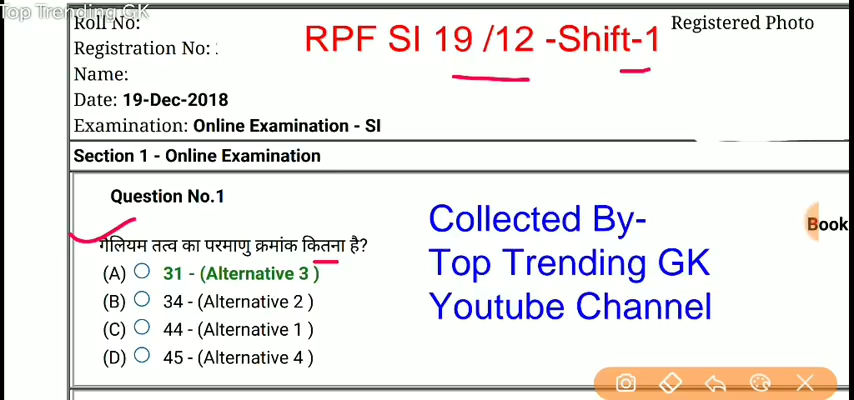 Top Trending GK
Roll No:
Registration No: :
Name:
Date: 19-Dec-2018
Examination: Online Examination - SI
RPF SI 19 /12 -Shift-1
Registered Photo
Section 1 - Online Examination
Question No.1
गैलियम तत्व का परमाणु क्रमांक कितना है?
(A) 31 - (Alternative 3 )
(B) 34 - (Alternative 2 )
(C) 44 - (Alternative 1 )
(D) 45 - (Alternative 4 )
Collected By-
Top Trending GK
Youtube Channel
Book